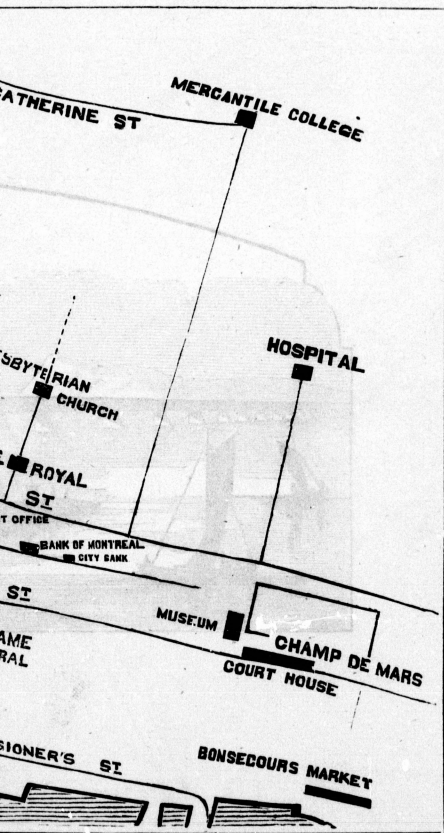 MERCANTILE COLLEGE
CATHERINE ST
HOSPITAL
SBYTERIAN
CHURCH
ROYAL
ST
T OFFICE
BANK OF MONTREAL
CITY BANK
ST
MUSEUM
CHAMP DE MARS
COURT HOUSE
AME
RAL
SIONER'S ST
BONSECOURS MARKET